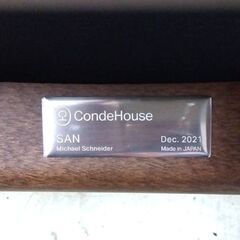 CondeHouse
SAN Dec. 2021
Michael Schneider Made in JAPAN